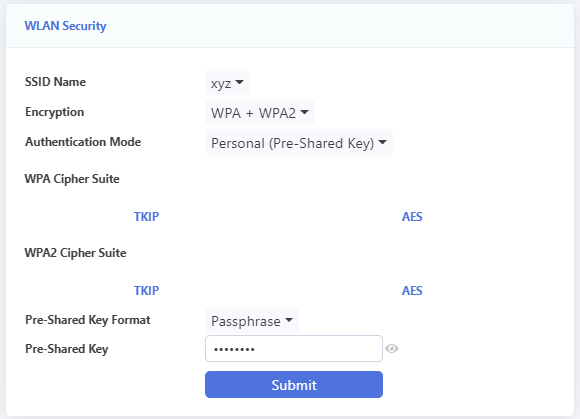 WLAN Security
SSID Name xyz
Encryption WPA + WPA2
Authentication Mode Personal (Pre-Shared Key)
WPA Cipher Suite
TKIP AES
WPA2 Cipher Suite
TKIP AES
Pre-Shared Key Format Passphrase
Pre-Shared Key ••••••••
Submit